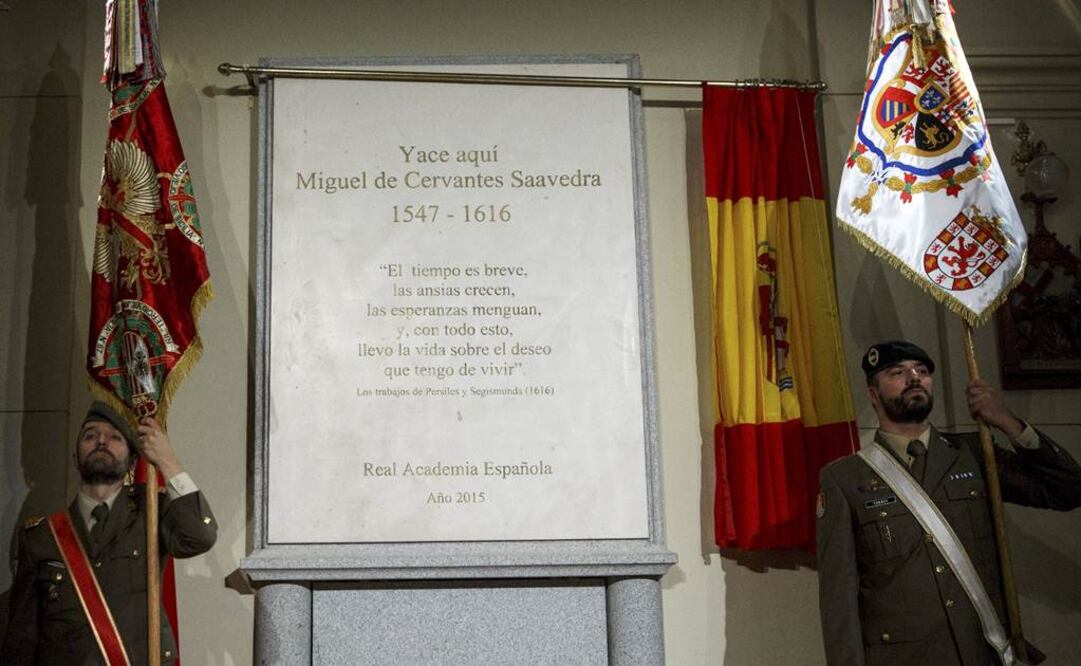 Yace aquí
Miguel de Cervantes Saavedra
1547 - 1616
“El tiempo es breve,
las ansias crecen,
las esperanzas menguan,
y, con todo esto,
llevo la vida sobre el deseo
que tengo de vivir”.
Los trabajos de Persiles y Segismunda (1616)
Real Academia Española
Año 2015